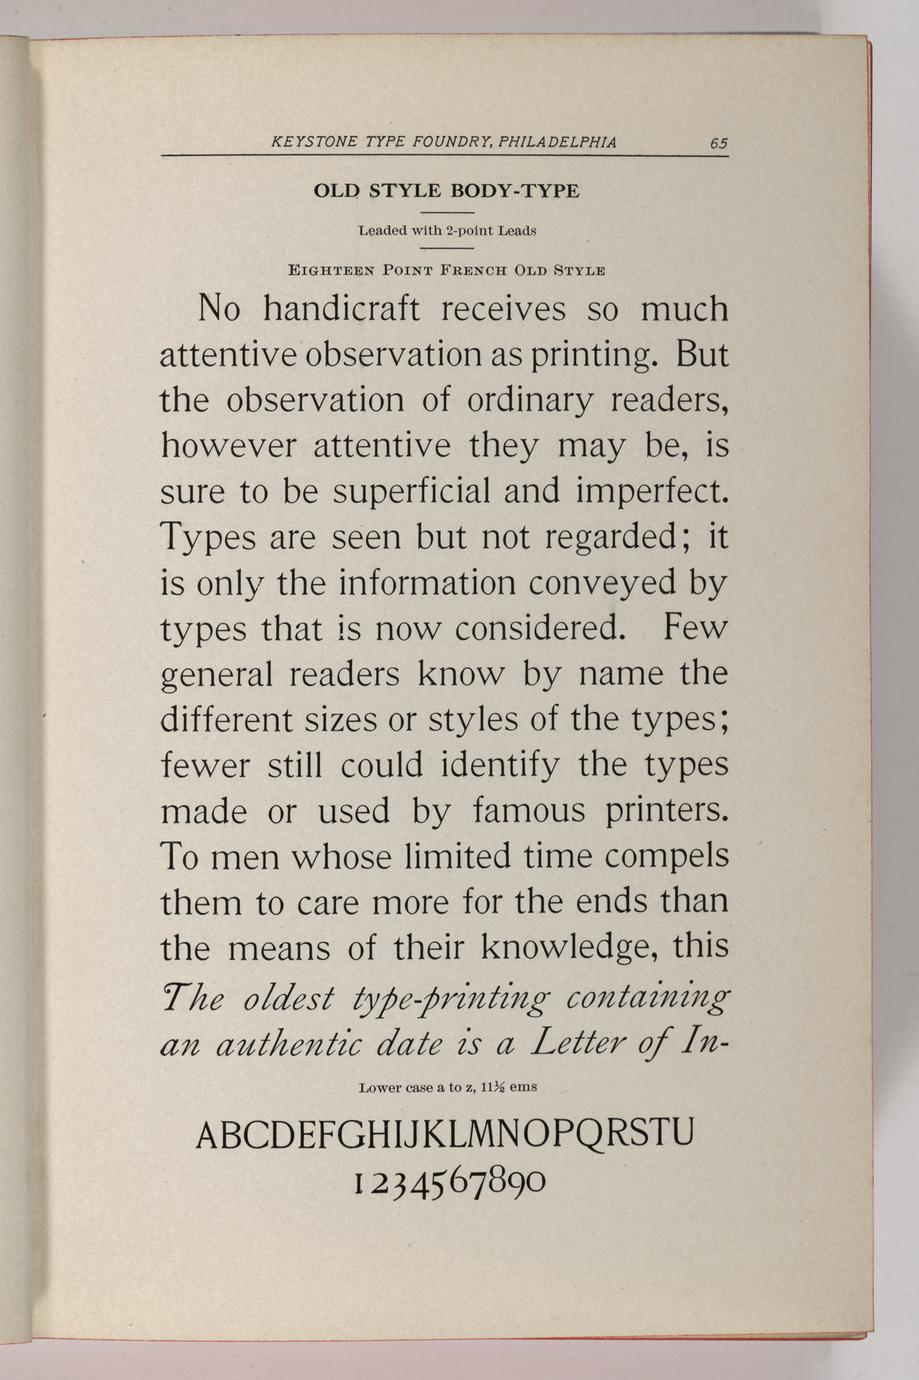 KEYSTONE TYPE FOUNDRY, PHILADELPHIA 65
OLD STYLE BODY-TYPE
Leaded with 2-point Leads
Eighteen Point French Old Style
No handicraft receives so much
attentive observation as printing. But
the observation of ordinary readers,
however attentive they may be, is
sure to be superficial and imperfect.
Types are seen but not regarded; it
is only the information conveyed by
types that is now considered. Few
general readers know by name the
different sizes or styles of the types;
fewer still could identify the types
made or used by famous printers.
To men whose limited time compels
them to care more for the ends than
the means of their knowledge, this
The oldest type-printing containing
an authentic date is a Letter of In-
Lower case a to z, 11½ ems
ABCDEFGHIJKLMNOPQRSTU
1234567890